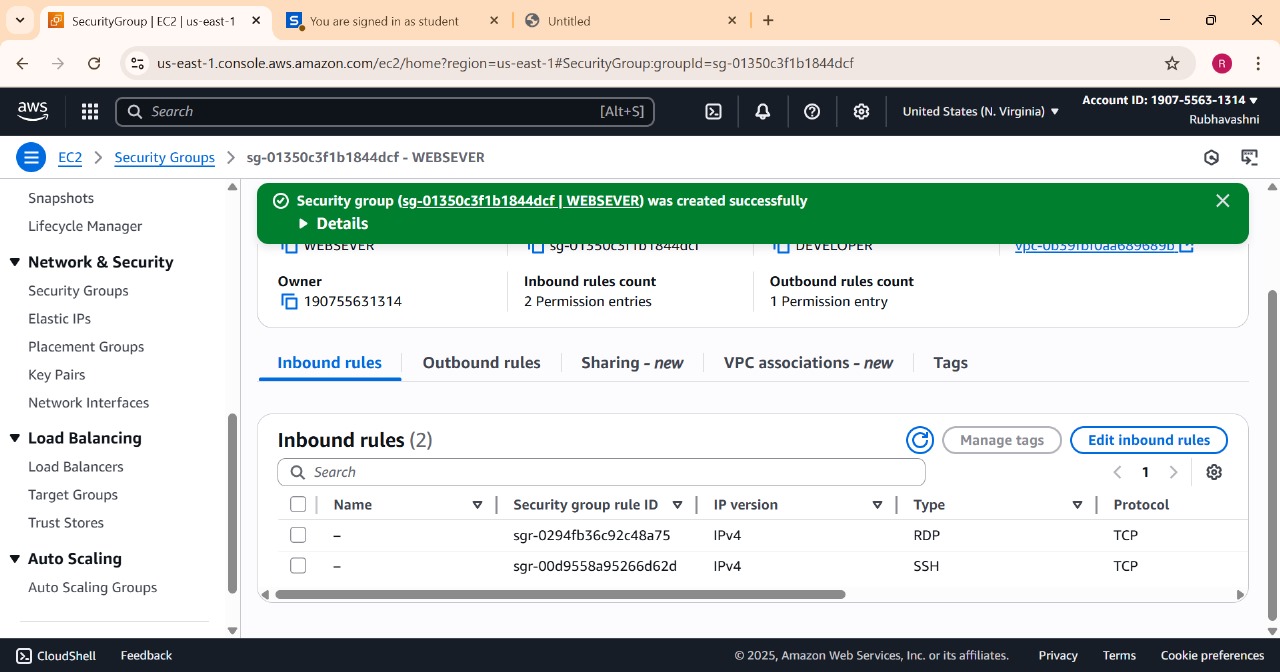 SecurityGroup | EC2 | us-east-1
You are signed in as student
Untitled
us-east-1.console.aws.amazon.com/ec2/home?region=us-east-1#SecurityGroup:groupId=sg-01350c3f1b1844dcf
R
aws
Search
[Alt+S]
United States (N. Virginia)
Account ID: 1907-5563-1314
Rubhavashni
EC2
Security Groups
sg-01350c3f1b1844dcf - WEBSEVER
Snapshots
Lifecycle Manager
Network & Security
Security Groups
Elastic IPs
Placement Groups
Key Pairs
Network Interfaces
Load Balancing
Load Balancers
Target Groups
Trust Stores
Auto Scaling
Auto Scaling Groups
Security group (sg-01350c3f1b1844dcf | WEBSEVER) was created successfully
Details
WEBSEVER
sg-01350c3f1b1844dcf
DEVELOPER
vpc-0b39fbf0aa689689b
Owner
190755631314
Inbound rules count
2 Permission entries
Outbound rules count
1 Permission entry
Inbound rules
Outbound rules
Sharing - new
VPC associations - new
Tags
Inbound rules (2)
Manage tags
Edit inbound rules
Search
1
Name
Security group rule ID
IP version
Type
Protocol
–
sgr-0294fb36c92c48a75
IPv4
RDP
TCP
–
sgr-00d9558a95266d62d
IPv4
SSH
TCP
CloudShell
Feedback
© 2025, Amazon Web Services, Inc. or its affiliates.
Privacy
Terms
Cookie preferences